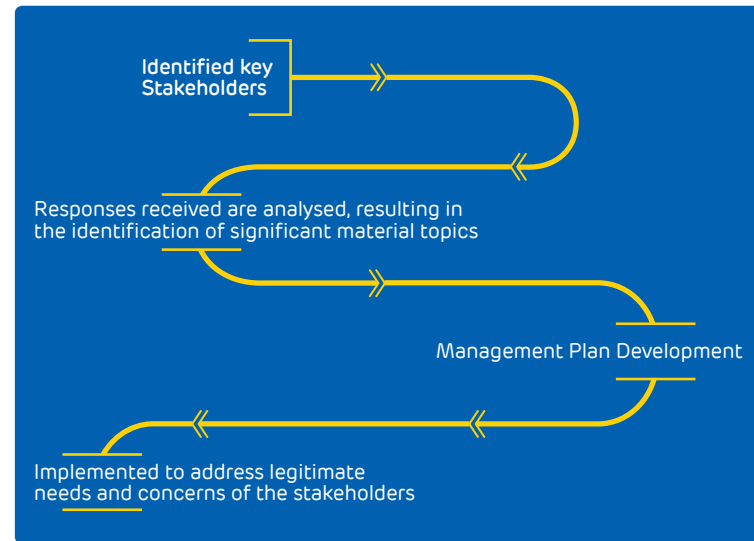 Identified key
Stakeholders
Responses received are analysed, resulting in
the identification of significant material topics
Management Plan Development
Implemented to address legitimate
needs and concerns of the stakeholders